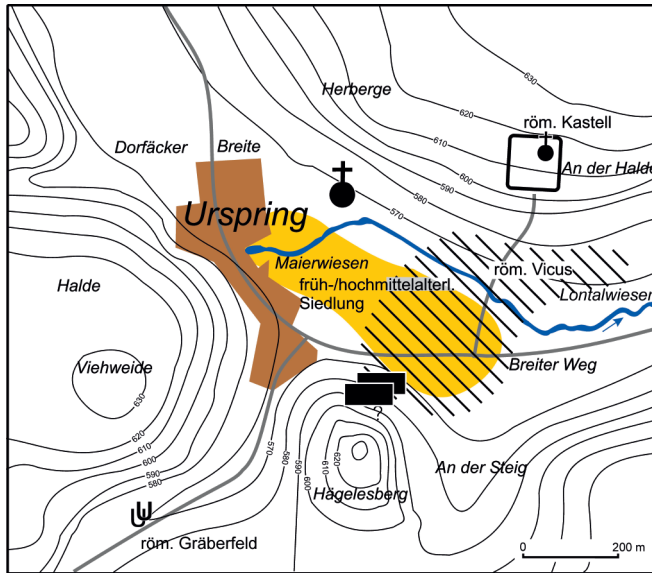 630
Herberge
620
röm. Kastell
610
Dorfäcker
Breite
An der Halde
600
590
580
570
Urspring
Maierwiesen
röm. Vicus
früh-/hochmittelalterl.
Siedlung
Halde
Lontalwiesen
Viehweide
Breiter Weg
630
620
610
600
590
580
570
580
590
600
610
620
?
An der Steig
Hägelesberg
röm. Gräberfeld
0
200 m